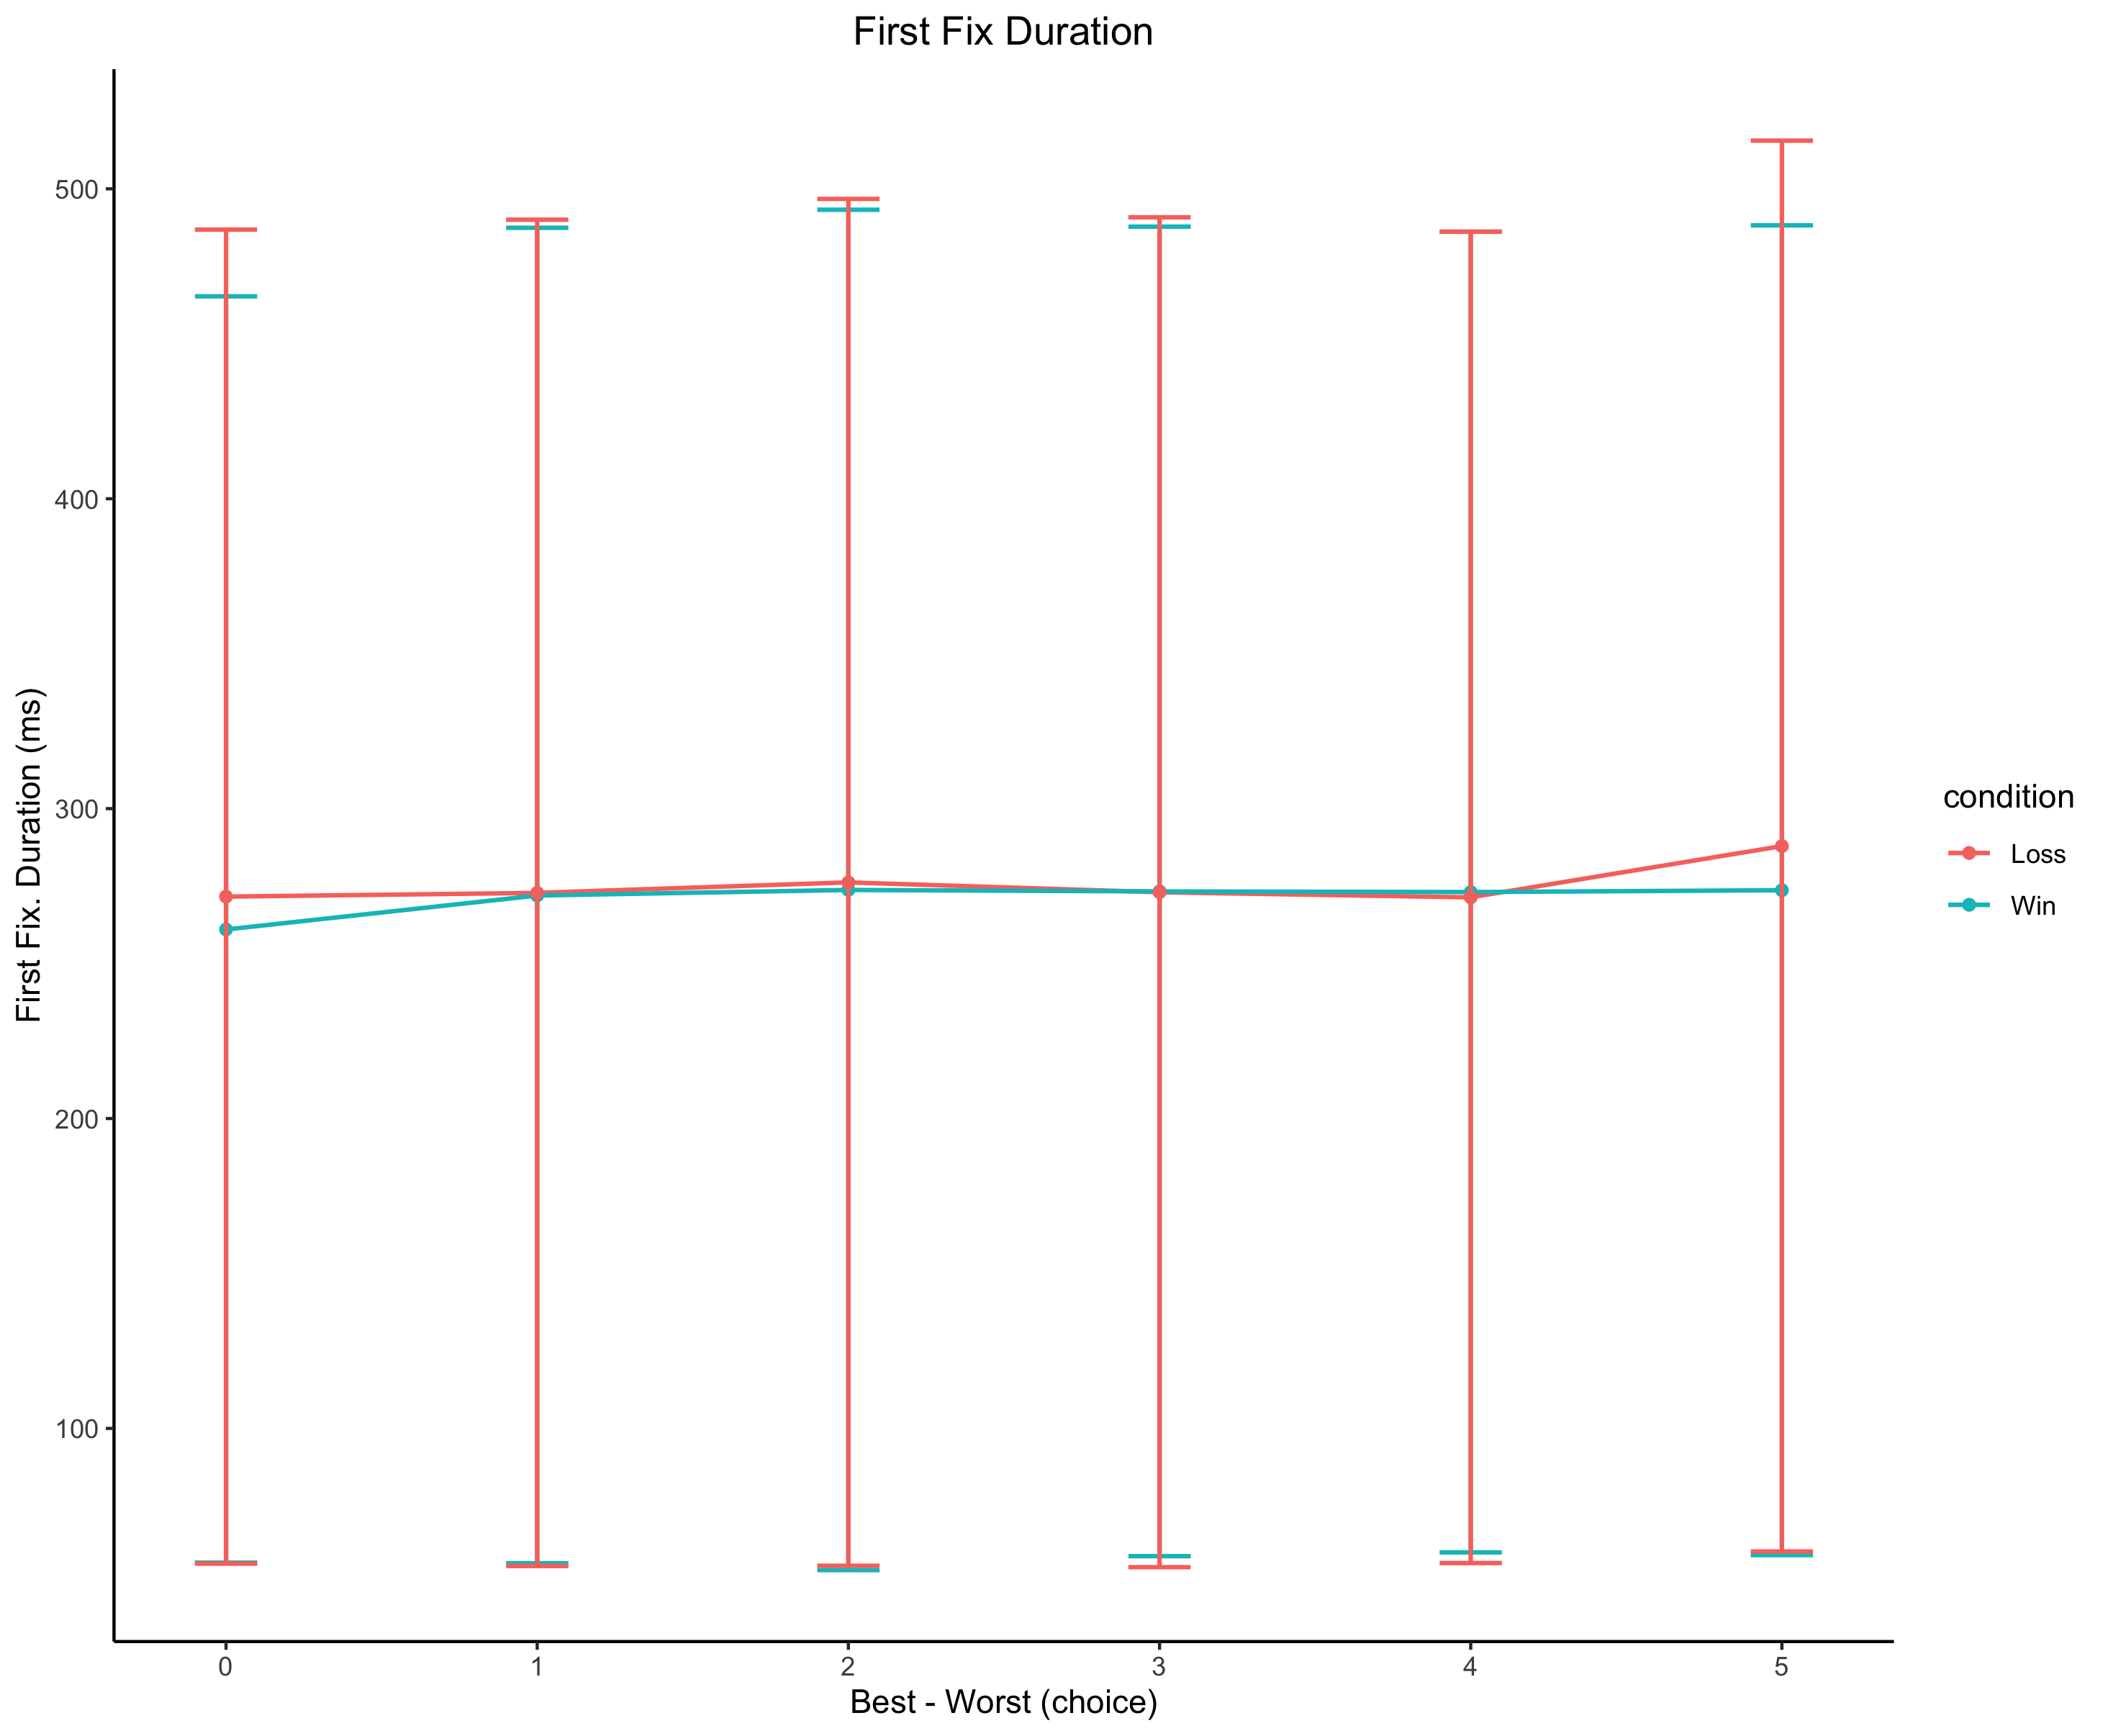 First Fix Duration
First Fix. Duration (ms)
500
400
300
200
100
0 1 2 3 4 5
Best - Worst (choice)
condition
Loss
Win